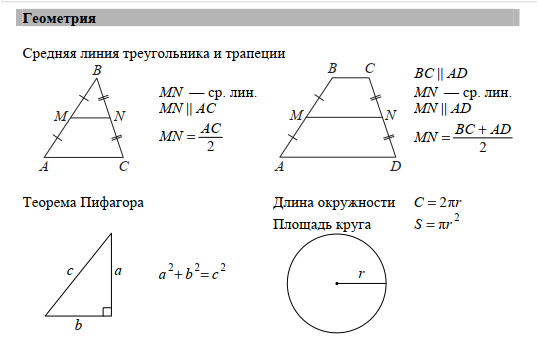 Геометрия
Средняя линия треугольника и трапеции
B
M N
A C
MN — ср. лин.
MN || AC
MN = AC/2
B C
M N
A D
BC || AD
MN — ср. лин.
MN || AD
MN = BC + AD/2
Теорема Пифагора
c a
b
a²+b²=c²
Длина окружности C = 2πr
Площадь круга S = πr²
r